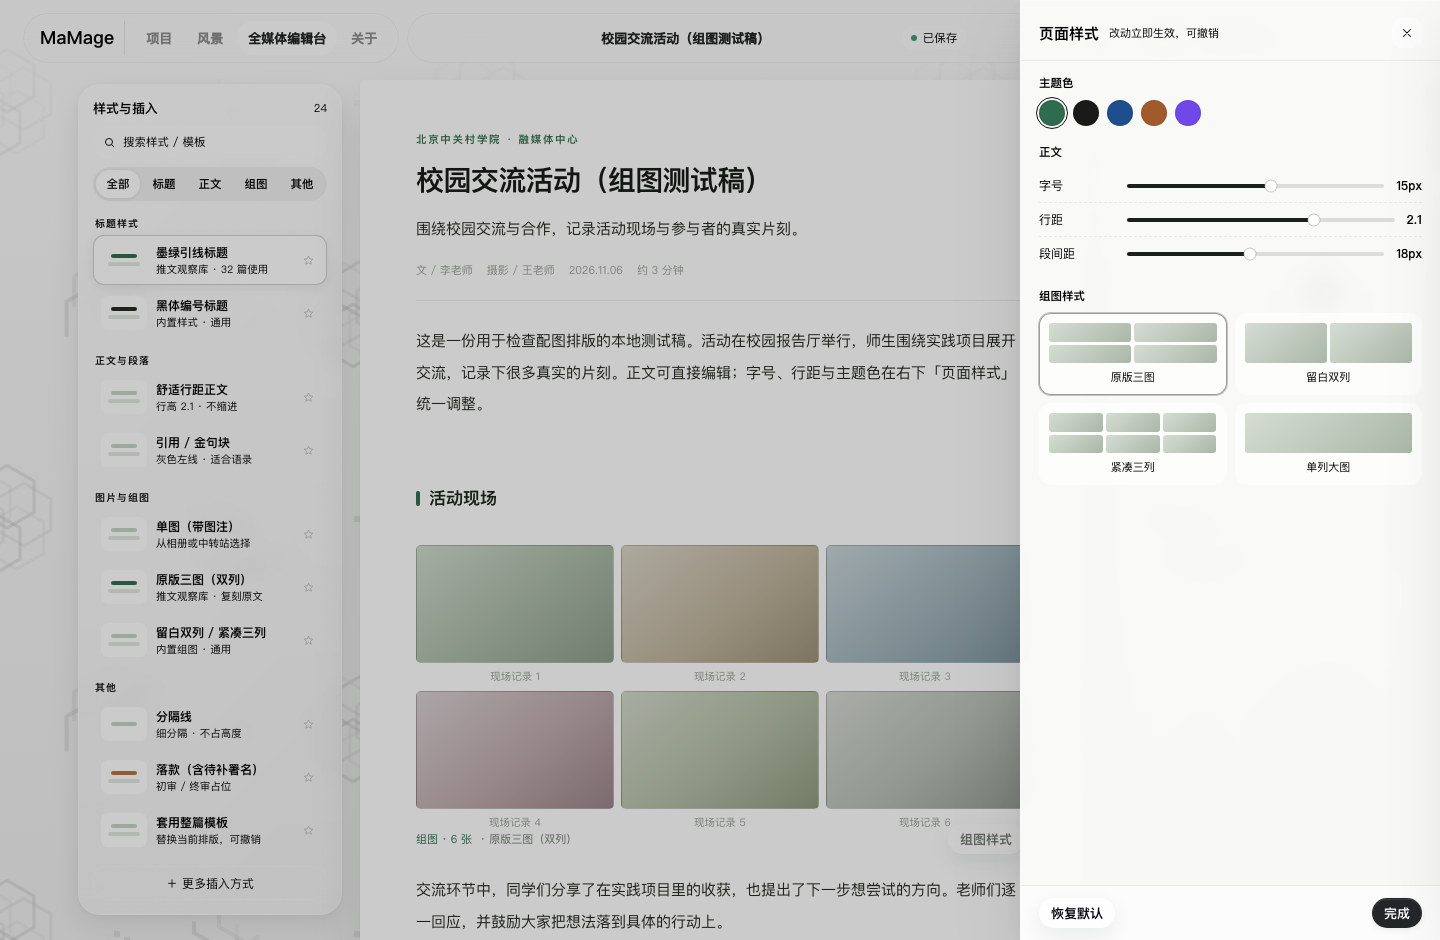 MaMage
项目
风景
全媒体编辑台
关于
校园交流活动（组图测试稿）
已保存
样式与插入
24
搜索样式 / 模板
全部
标题
正文
组图
其他
标题样式
墨绿引线标题
推文观察库 · 32 篇使用
黑体编号标题
内置样式 · 通用
正文与段落
舒适行距正文
行高 2.1 · 不缩进
引用 / 金句块
灰色左线 · 适合语录
图片与组图
单图（带图注）
从相册或中转站选择
原版三图（双列）
推文观察库 · 复刻原文
留白双列 / 紧凑三列
内置组图 · 通用
其他
分隔线
细分隔 · 不占高度
落款（含待补署名）
初审 / 终审占位
套用整篇模板
替换当前排版，可撤销
+ 更多插入方式
北京中关村学院 · 融媒体中心
校园交流活动（组图测试稿）
围绕校园交流与合作，记录活动现场与参与者的真实片刻。
文 / 李老师 摄影 / 王老师 2026.11.06 约 3 分钟
这是一份用于检查配图排版的本地测试稿。活动在校园报告厅举行，师生围绕实践项目展开
交流，记录下很多真实的片刻。正文可直接编辑；字号、行距与主题色在右下「页面样式」
统一调整。
活动现场
现场记录 1
现场记录 2
现场记录 3
现场记录 4
现场记录 5
现场记录 6
组图 · 6 张 · 原版三图（双列）
组图样式
交流环节中，同学们分享了在实践项目里的收获，也提出了下一步想尝试的方向。老师们逐
一回应，并鼓励大家把想法落到具体的行动上。
页面样式
改动立即生效，可撤销
主题色
正文
字号
15px
行距
2.1
段间距
18px
组图样式
原版三图
留白双列
紧凑三列
单列大图
恢复默认
完成